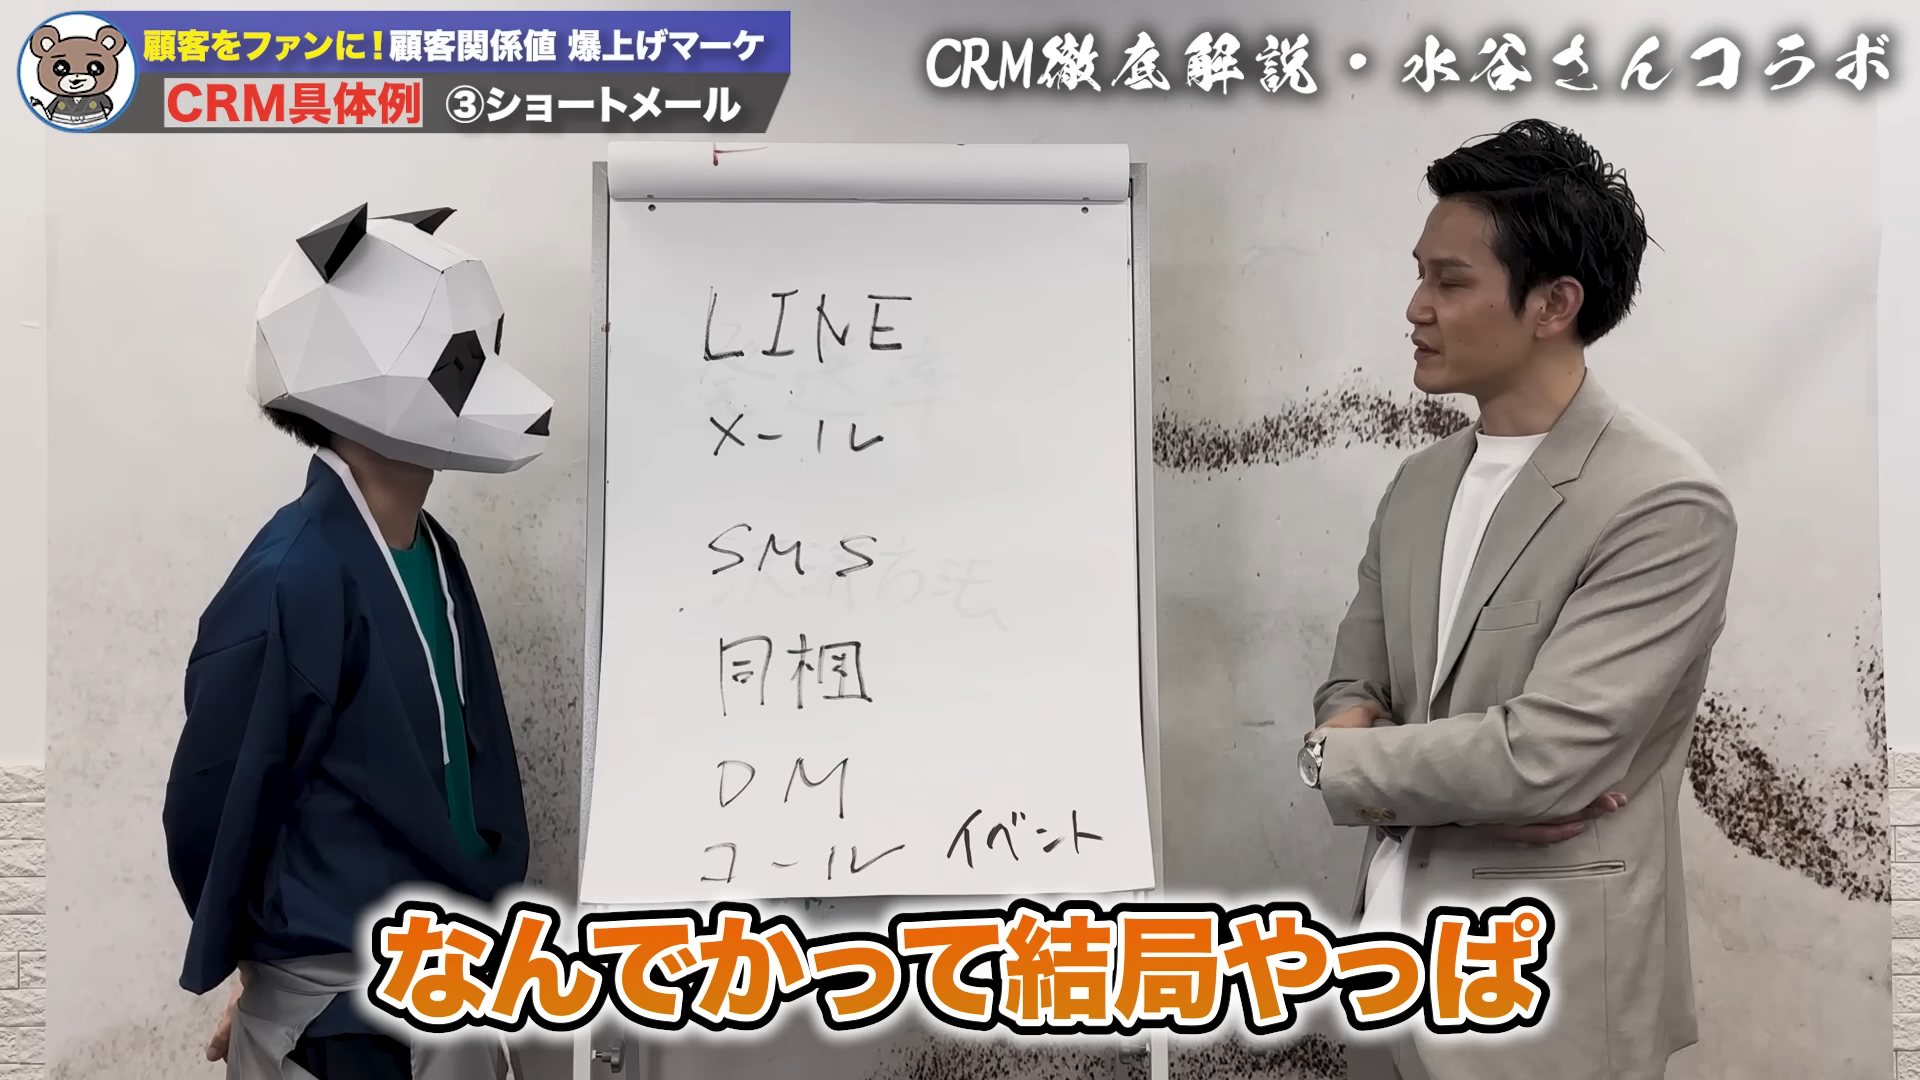 顧客をファンに！顧客関係値 爆上げマーケ
CRM具体例 ③ショートメール
CRM徹底解説・水谷さんコラボ
LINE
メール
SMS
同梱
DM
コール イベント
なんでかって結局やっぱ